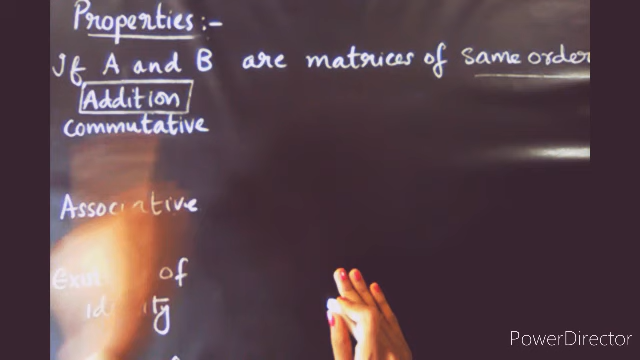 Properties :-
If A and B are matrices of same order
Addition
commutative
Associative
of
PowerDirector